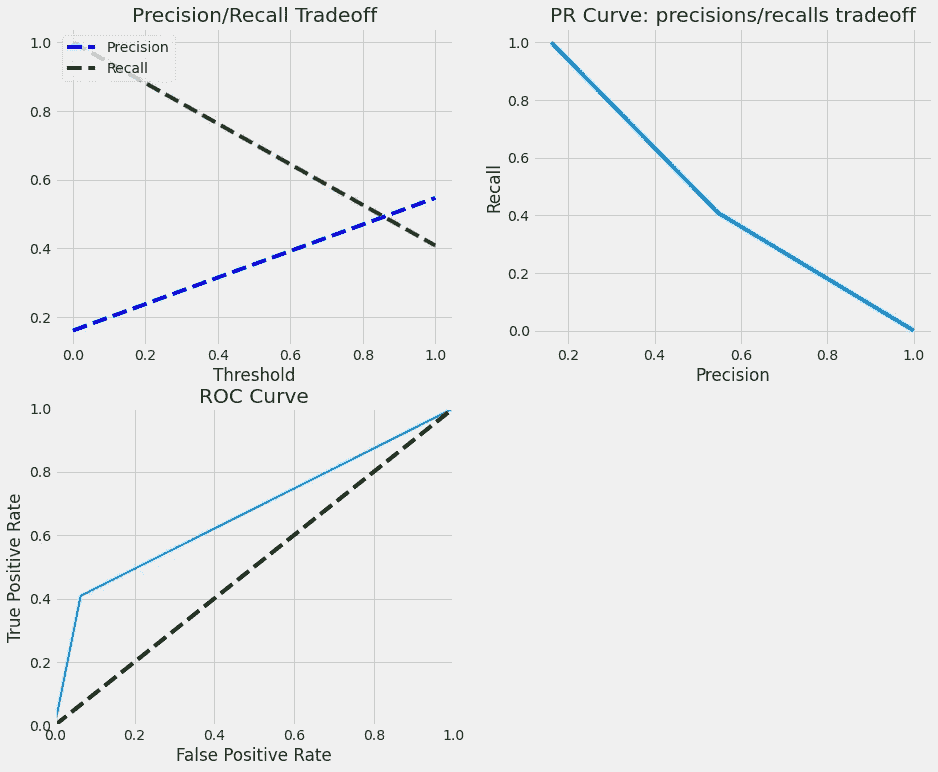 Precision/Recall Tradeoff
1.0
0.8
0.6
0.4
0.2
Precision
Recall
0.0 0.2 0.4 0.6 0.8 1.0
Threshold
PR Curve: precisions/recalls tradeoff
Recall
1.0
0.8
0.6
0.4
0.2
0.0
0.2 0.4 0.6 0.8 1.0
Precision
ROC Curve
True Positive Rate
1.0
0.8
0.6
0.4
0.2
0.0
0.0 0.2 0.4 0.6 0.8 1.0
False Positive Rate